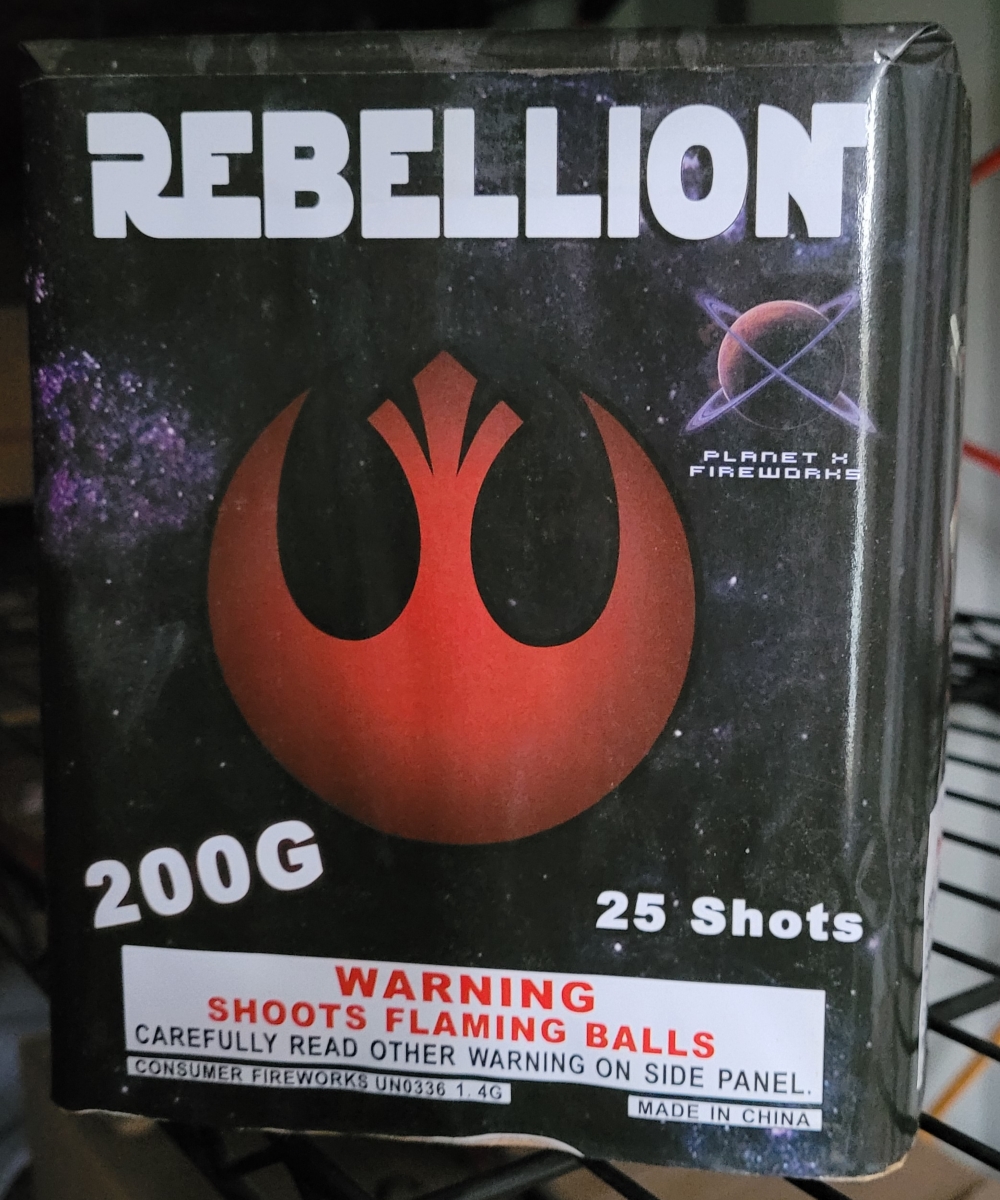 REBELLION
PLANET X
FIREWORKS
200G
25 Shots
WARNING
SHOOTS FLAMING BALLS
CAREFULLY READ OTHER WARNING ON SIDE PANEL.
CONSUMER FIREWORKS UN0336 1.4G
MADE IN CHINA